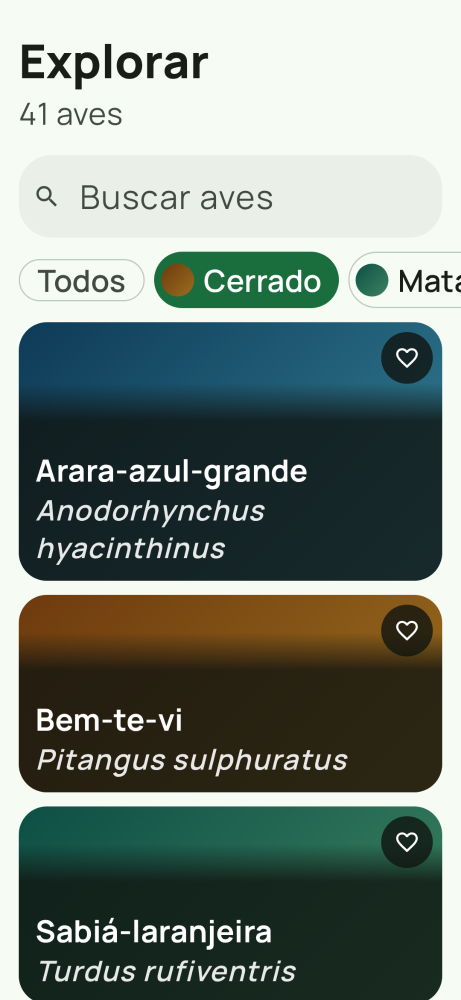 Explorar
41 aves
Buscar aves
Todos
Cerrado
Mata
Arara-azul-grande
Anodorhynchus
hyacinthinus
Bem-te-vi
Pitangus sulphuratus
Sabiá-laranjeira
Turdus rufiventris